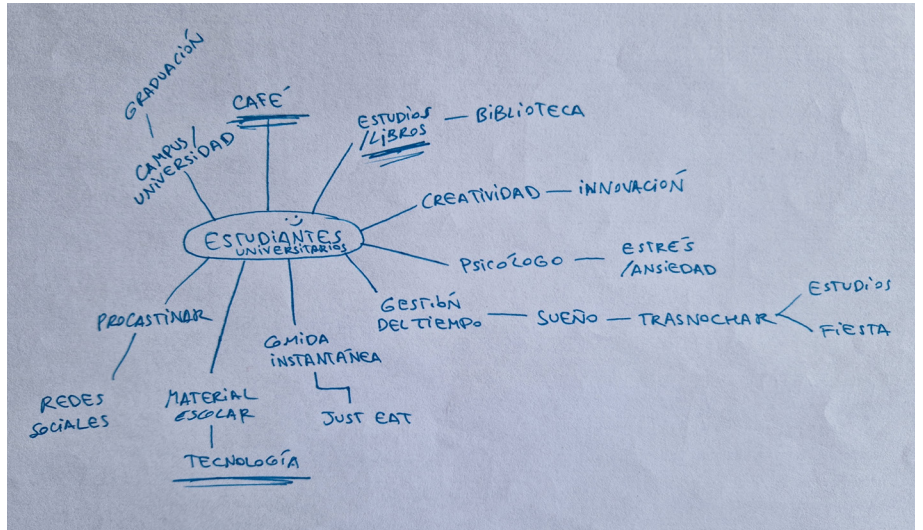 GRADUACIÓN
CAMPUS/
UNIVERSIDAD
CAFÉ
ESTUDIOS
/LIBROS
BIBLIOTECA
CREATIVIDAD
INNOVACIÓN
ESTUDIANTES
UNIVERSITARIOS
PSICÓLOGO
ESTRÉS
/ANSIEDAD
GESTIÓN
DEL TIEMPO
SUEÑO
TRASNOCHAR
ESTUDIOS
FIESTA
PROCASTINAR
REDES
SOCIALES
MATERIAL
ESCOLAR
TECNOLOGÍA
COMIDA
INSTANTÁNEA
JUST EAT